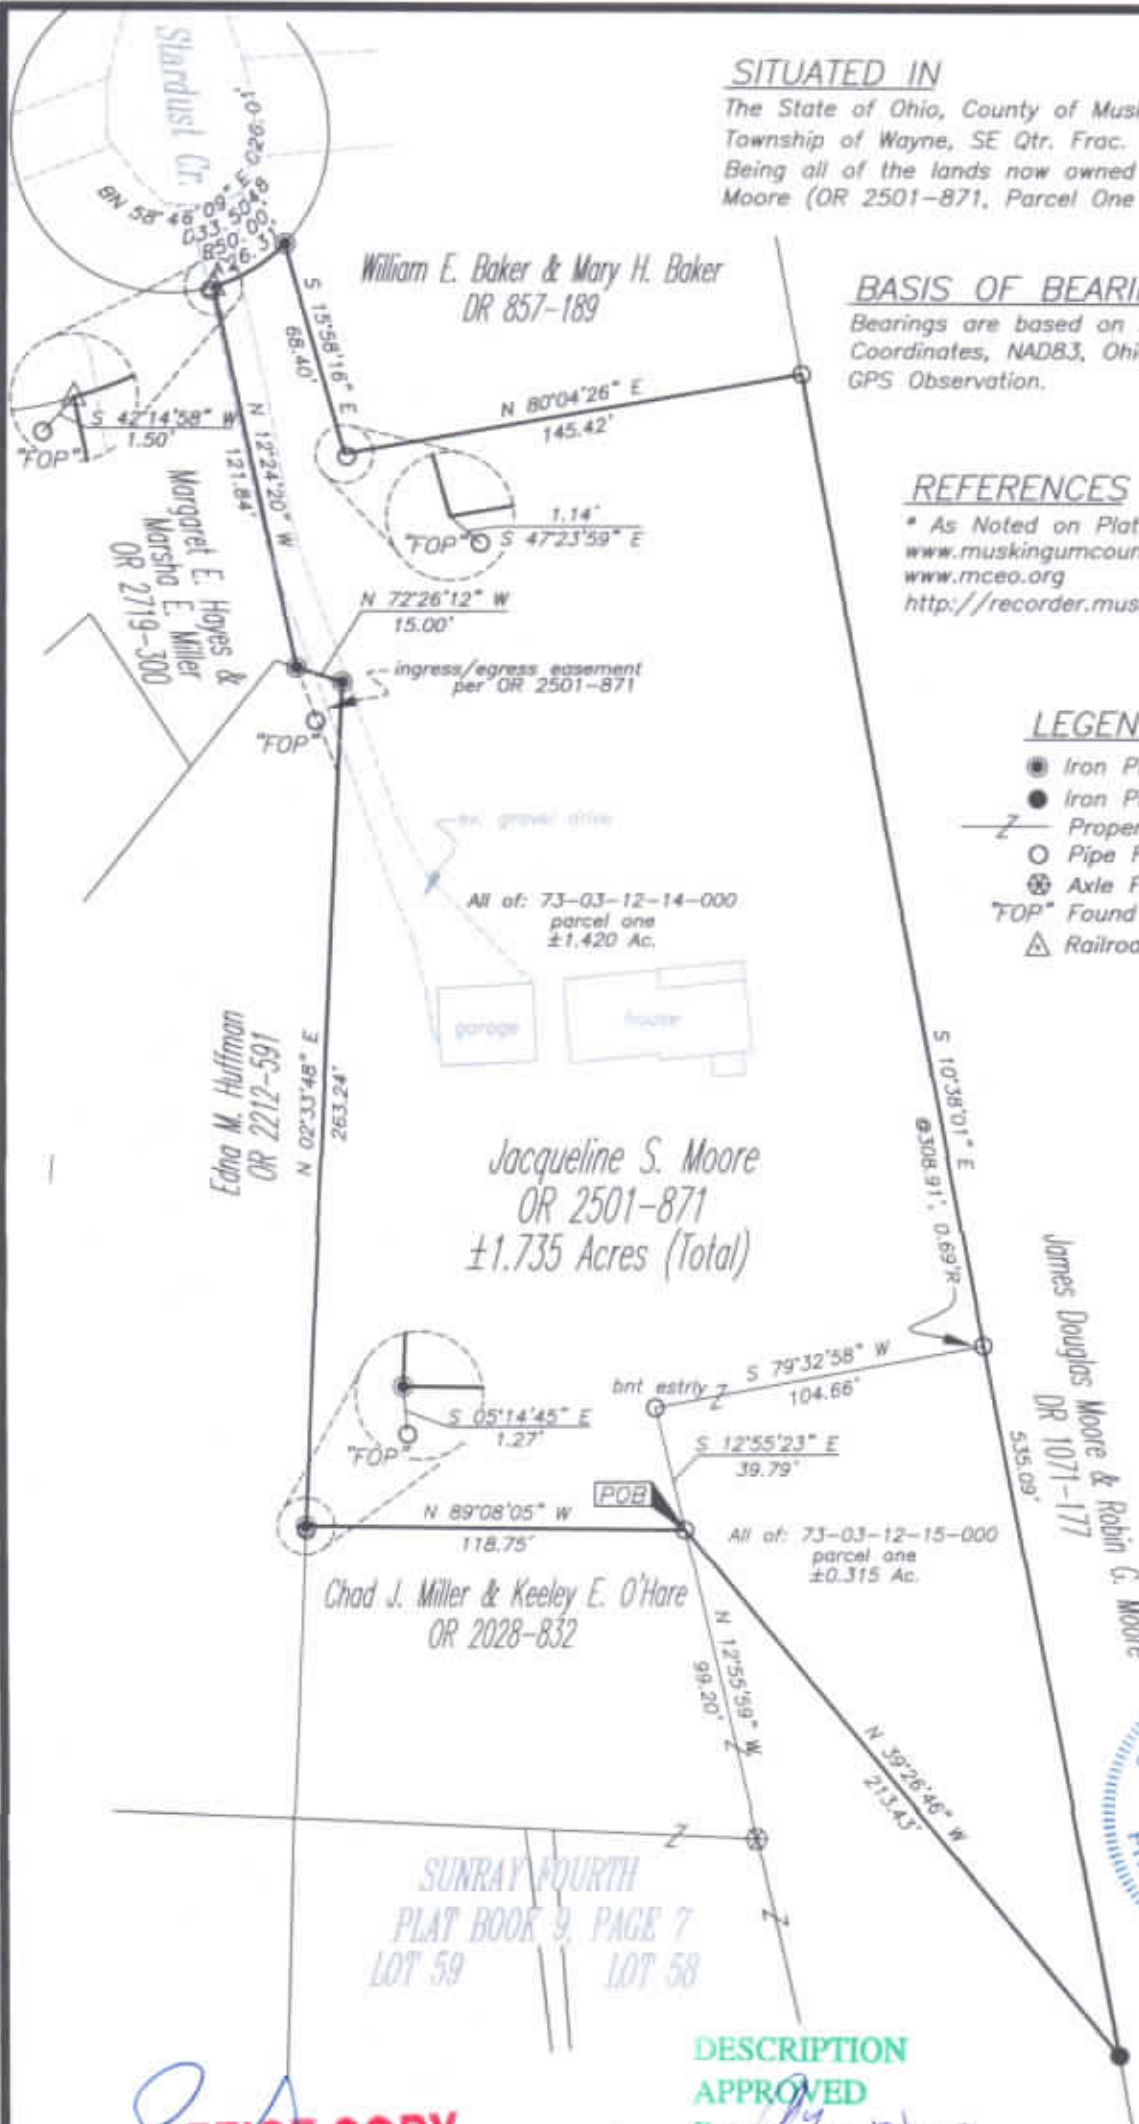 Stardust Cr.
SITUATED IN
The State of Ohio, County of Musk
Township of Wayne, SE Qtr. Frac.
Being all of the lands now owned
Moore (OR 2501-871, Parcel One
William E. Baker & Mary H. Baker
DR 857-189
BASIS OF BEARIN
Bearings are based on
Coordinates, NAD83, Ohi
GPS Observation.
S 15°58'16" E
68.40'
N 80°04'26" E
145.42'
S 42°14'58" W
1.50'
"FOP"
N 12°24'20" W
121.84'
REFERENCES
* As Noted on Plat
www.muskingumcoun
www.mceo.org
http://recorder.mus
1.14'
"FOP" S 47°23'59" E
Margaret E. Hayes &
Marsha E. Miller
OR 2719-300
N 72°26'12" W
15.00'
ingress/egress easement
per OR 2501-871
"FOP"
LEGEN
Iron Pi
Iron Pi
Z Proper
Pipe F
Axle F
"FOP" Found
Railroa
ex. gravel drive
All of: 73-03-12-14-000
parcel one
±1.420 Ac.
garage
house
Edna M. Huffman
OR 2212-591
N 02°33'48" E
263.24'
S 10°38'01" E
@308.91', 0.69'R
Jacqueline S. Moore
OR 2501-871
±1.735 Acres (Total)
James Douglas Moore & Robin G. Moore
DR 1071-177
535.09'
bnt estrly Z
S 79°32'58" W
104.66'
S 05°14'45" E
1.27'
"FOP"
S 12°55'23" E
39.79'
POB
N 89°08'05" W
118.75'
All of: 73-03-12-15-000
parcel one
±0.315 Ac.
Chad J. Miller & Keeley E. O'Hare
OR 2028-832
N 12°55'59" W
99.20' Z
N 39°26'46" W
213.43'
Z
Z
SUNRAY FOURTH
PLAT BOOK 9, PAGE 7
LOT 59 LOT 58
DESCRIPTION
APPROVED
COPY